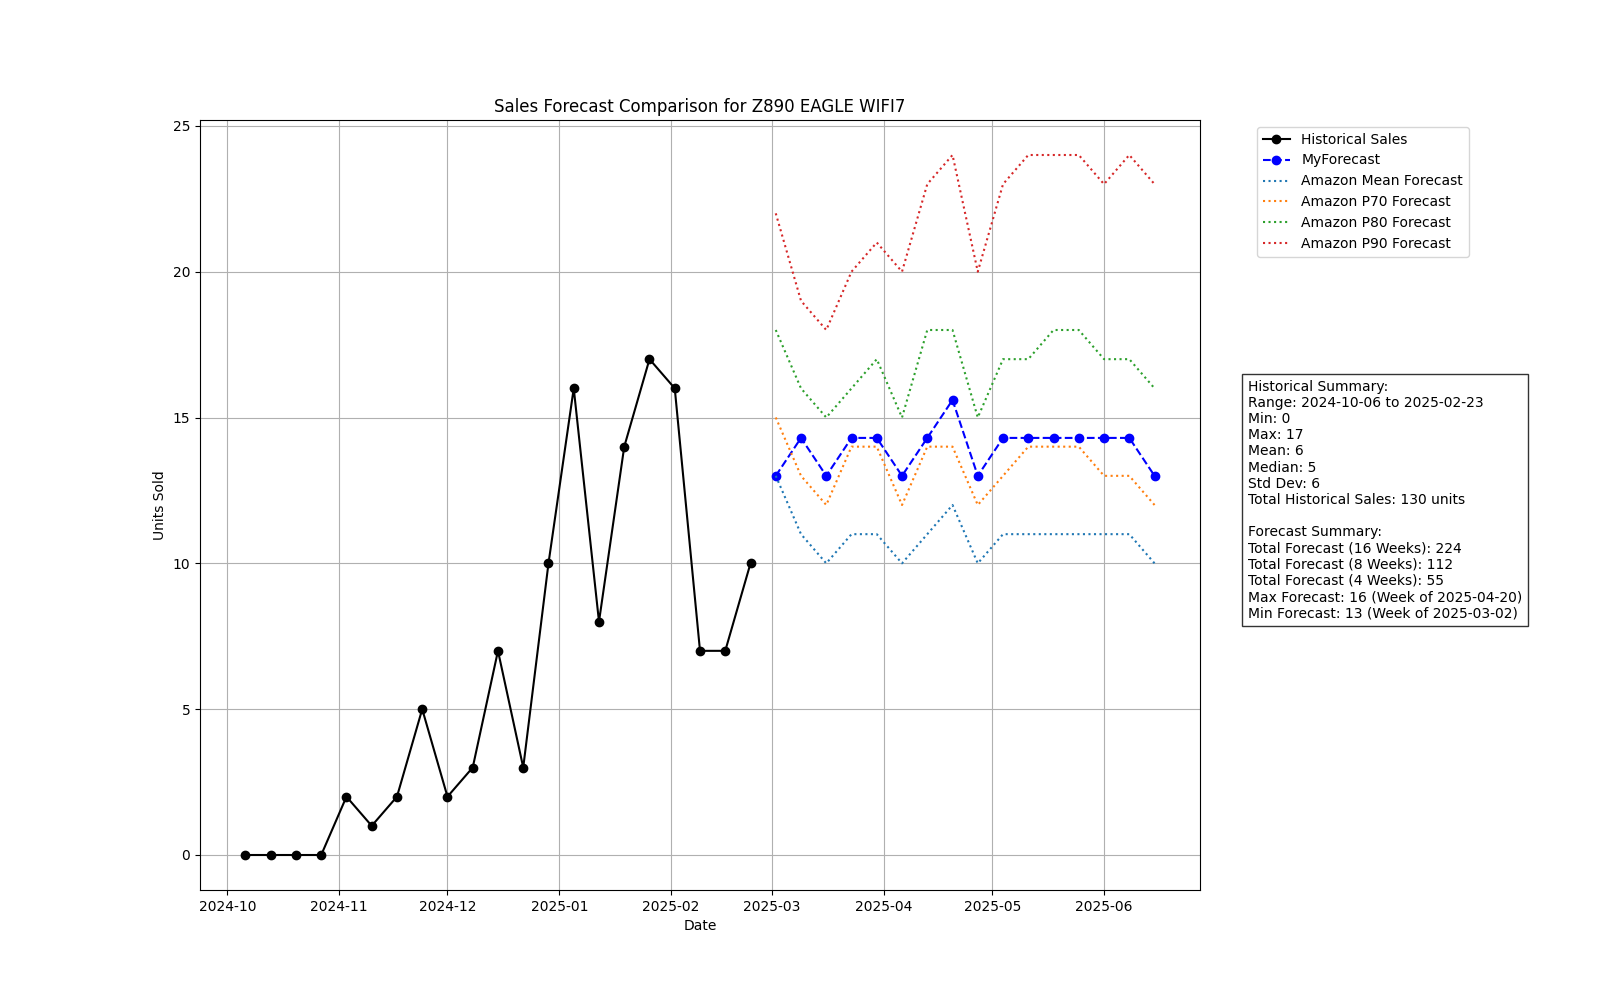 Sales Forecast Comparison for Z890 EAGLE WIFI7
Units Sold
25
20
15
10
5
0
2024-10 2024-11 2024-12 2025-01 2025-02 2025-03 2025-04 2025-05 2025-06
Date
Historical Sales
MyForecast
Amazon Mean Forecast
Amazon P70 Forecast
Amazon P80 Forecast
Amazon P90 Forecast
Historical Summary:
Range: 2024-10-06 to 2025-02-23
Min: 0
Max: 17
Mean: 6
Median: 5
Std Dev: 6
Total Historical Sales: 130 units
Forecast Summary:
Total Forecast (16 Weeks): 224
Total Forecast (8 Weeks): 112
Total Forecast (4 Weeks): 55
Max Forecast: 16 (Week of 2025-04-20)
Min Forecast: 13 (Week of 2025-03-02)